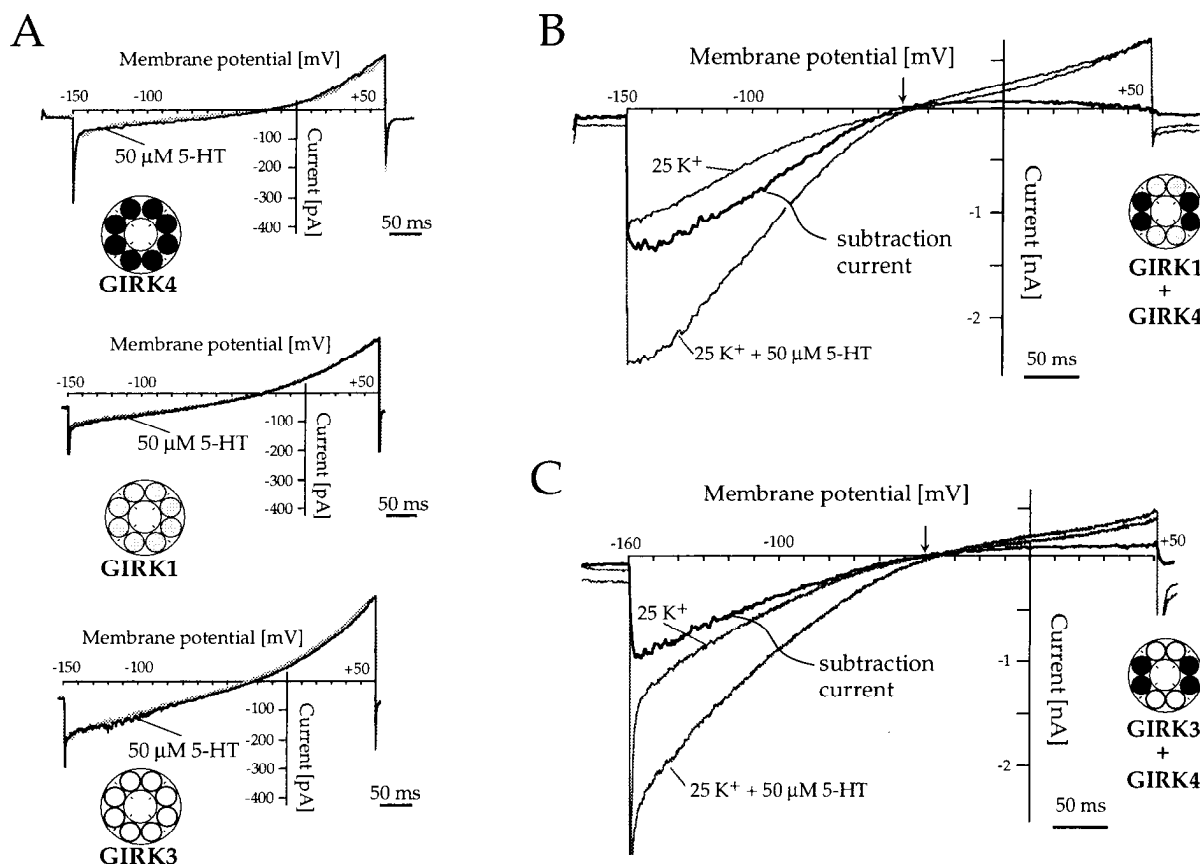 A
Membrane potential [mV]
-150
-100
+50
50 µM 5-HT
-100
-200
-300
-400
Current [pA]
50 ms
GIRK4
Membrane potential [mV]
-150
-100
+50
50 µM 5-HT
-100
-200
-300
-400
Current [pA]
50 ms
GIRK1
Membrane potential [mV]
-150
-100
+50
50 µM 5-HT
-100
-200
-300
-400
Current [pA]
50 ms
GIRK3
B
Membrane potential [mV]
-150
-100
+50
25 K⁺
subtraction
current
25 K⁺ + 50 µM 5-HT
-1
-2
Current [nA]
50 ms
GIRK1
+
GIRK4
C
Membrane potential [mV]
-160
-100
+50
25 K⁺
subtraction
current
25 K⁺ + 50 µM 5-HT
-1
-2
Current [nA]
50 ms
GIRK3
+
GIRK4